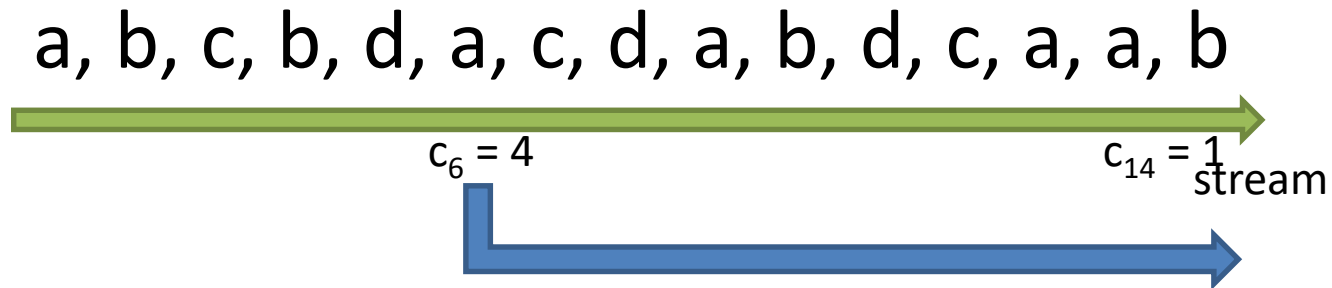 a, b, c, b, d, a, c, d, a, b, d, c, a, a, b
c₆ = 4 c₁₄ = 1
stream